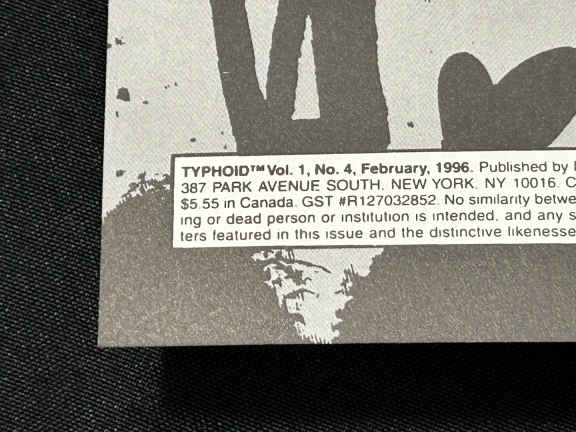 TYPHOID™ Vol. 1, No. 4, February, 1996. Published by
387 PARK AVENUE SOUTH, NEW YORK, NY 10016. C
$5.55 in Canada. GST #R127032852. No similarity betwe
ing or dead person or institution is intended, and any s
ters featured in this issue and the distinctive likenesse